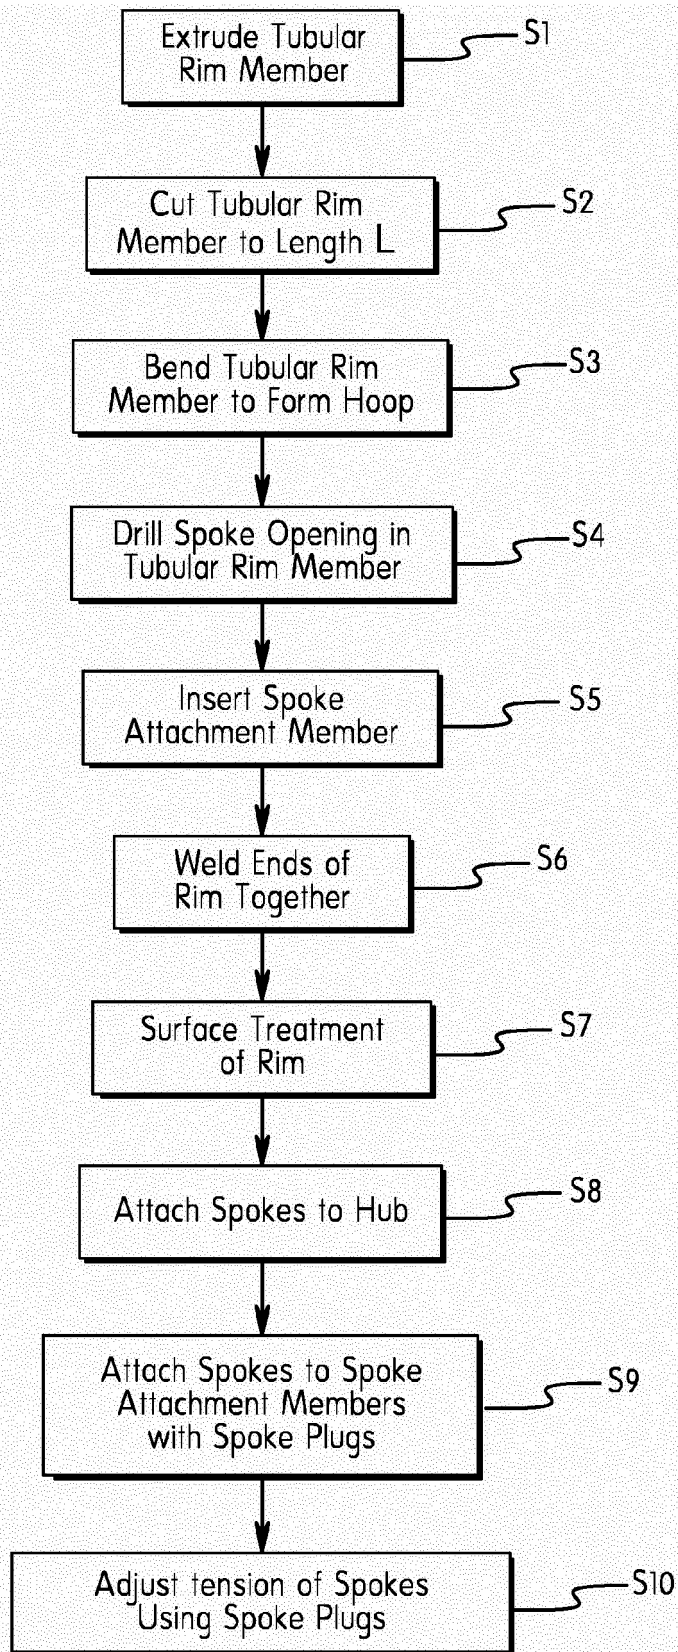 Extrude Tubular
Rim Member
S1
Cut Tubular Rim
Member to Length L
S2
Bend Tubular Rim
Member to Form Hoop
S3
Drill Spoke Opening in
Tubular Rim Member
S4
Insert Spoke
Attachment Member
S5
Weld Ends of
Rim Together
S6
Surface Treatment
of Rim
S7
Attach Spokes to Hub
S8
Attach Spokes to Spoke
Attachment Members
with Spoke Plugs
S9
Adjust tension of Spokes
Using Spoke Plugs
S10